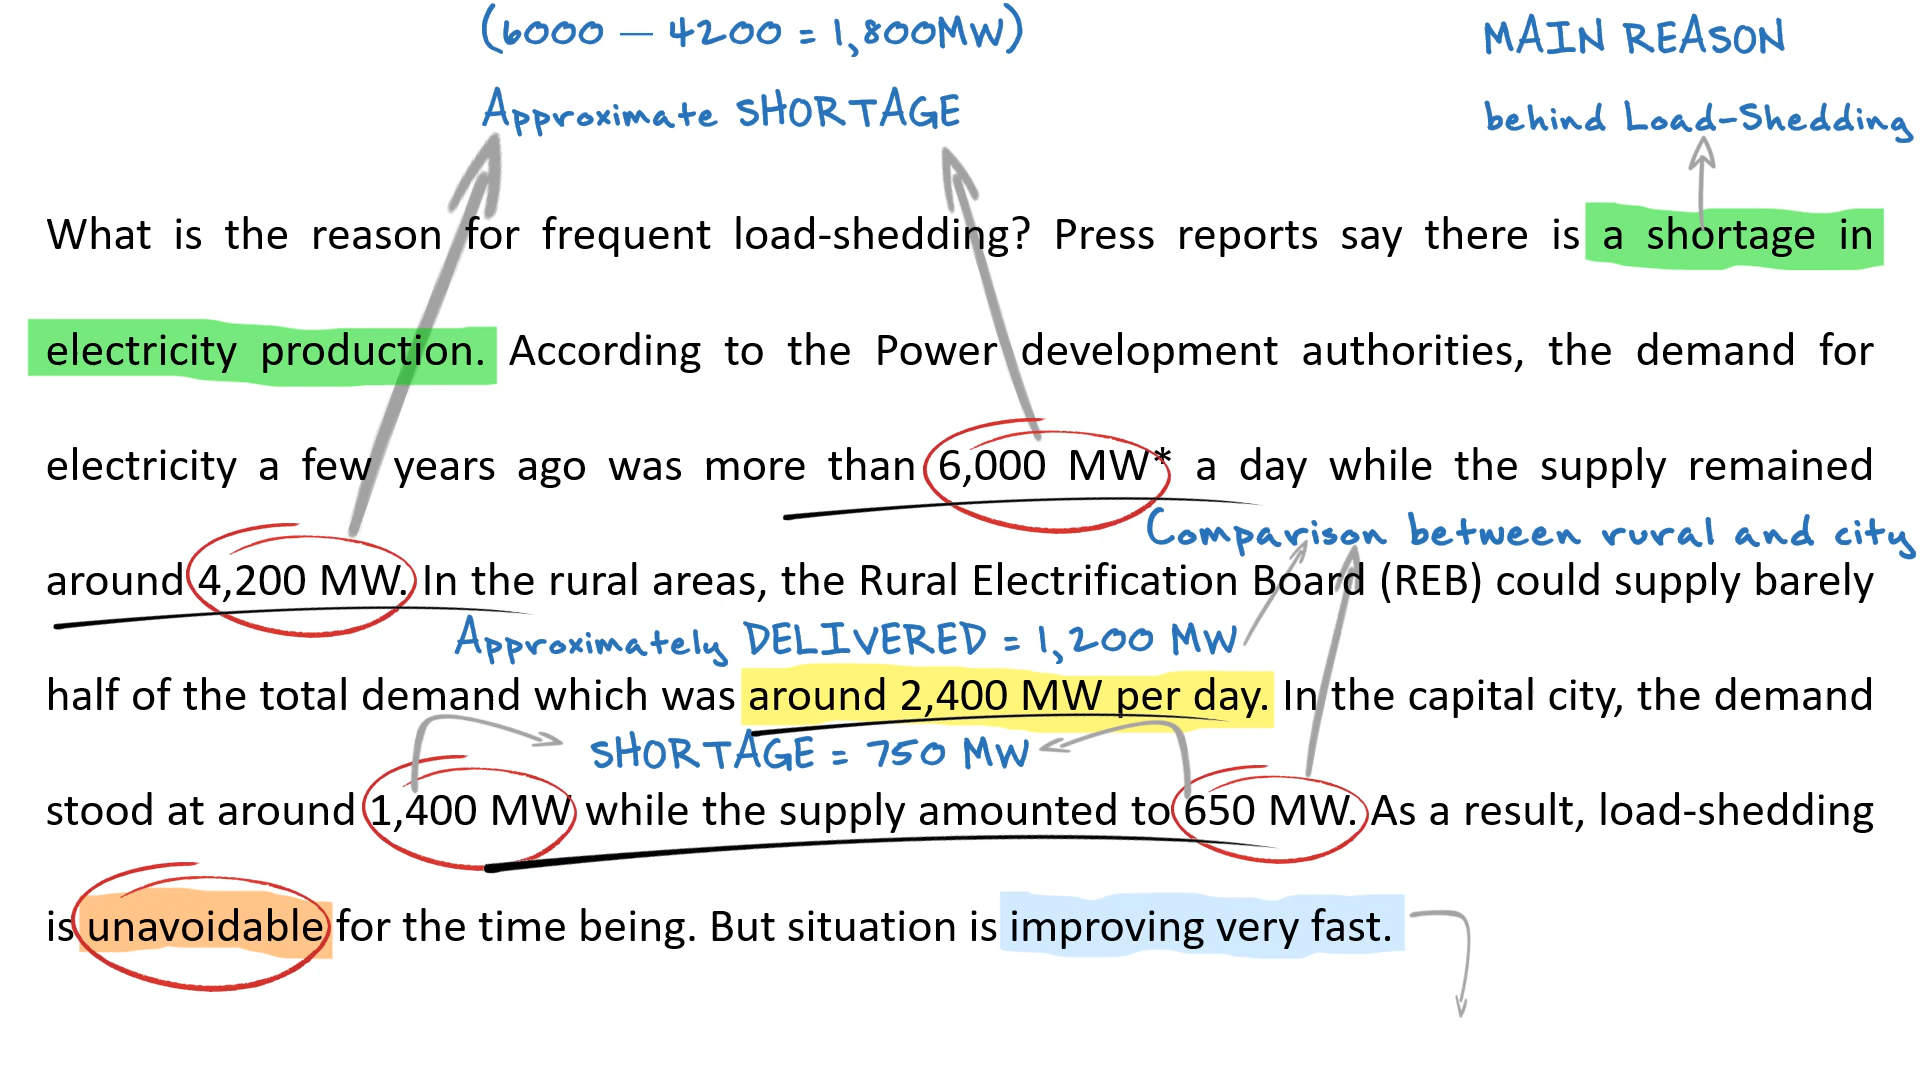 (6000 – 4200 = 1,800MW)
MAIN REASON
Approximate SHORTAGE
behind Load-Shedding
What is the reason for frequent load-shedding? Press reports say there is a shortage in
electricity production. According to the Power development authorities, the demand for
electricity a few years ago was more than 6,000 MW* a day while the supply remained
Comparison between rural and city
around 4,200 MW. In the rural areas, the Rural Electrification Board (REB) could supply barely
Approximately DELIVERED = 1,200 MW
half of the total demand which was around 2,400 MW per day. In the capital city, the demand
SHORTAGE = 750 MW
stood at around 1,400 MW while the supply amounted to 650 MW. As a result, load-shedding
is unavoidable for the time being. But situation is improving very fast.